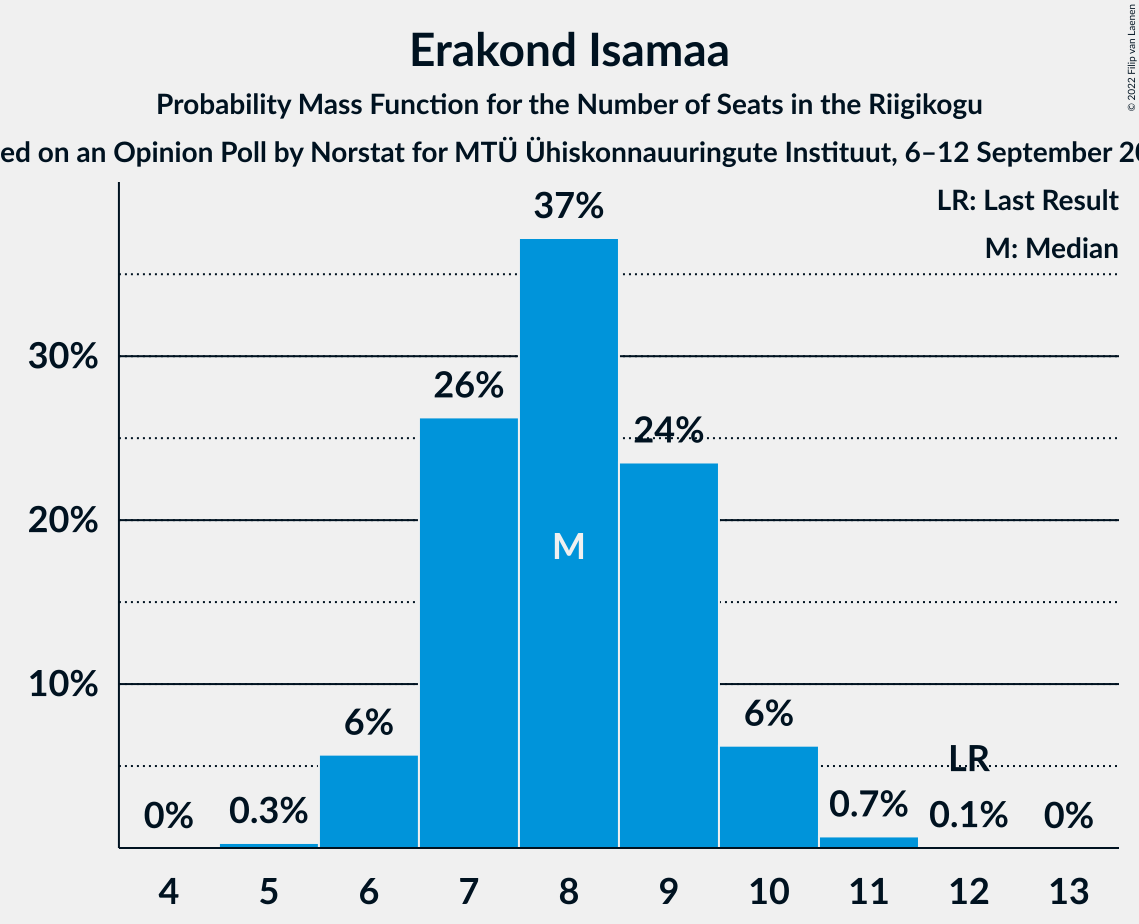 Erakond Isamaa
Probability Mass Function for the Number of Seats in the Riigikogu
ed on an Opinion Poll by Norstat for MTÜ Ühiskonnauuringute Instituut, 6–12 September 20
© 2022 Filip van Laenen
LR: Last Result
M: Median
37%
30%
26%
24%
20%
M
10%
6%
6%
LR
0%
0.3%
0.7%
0.1%
0%
4 5 6 7 8 9 10 11 12 13